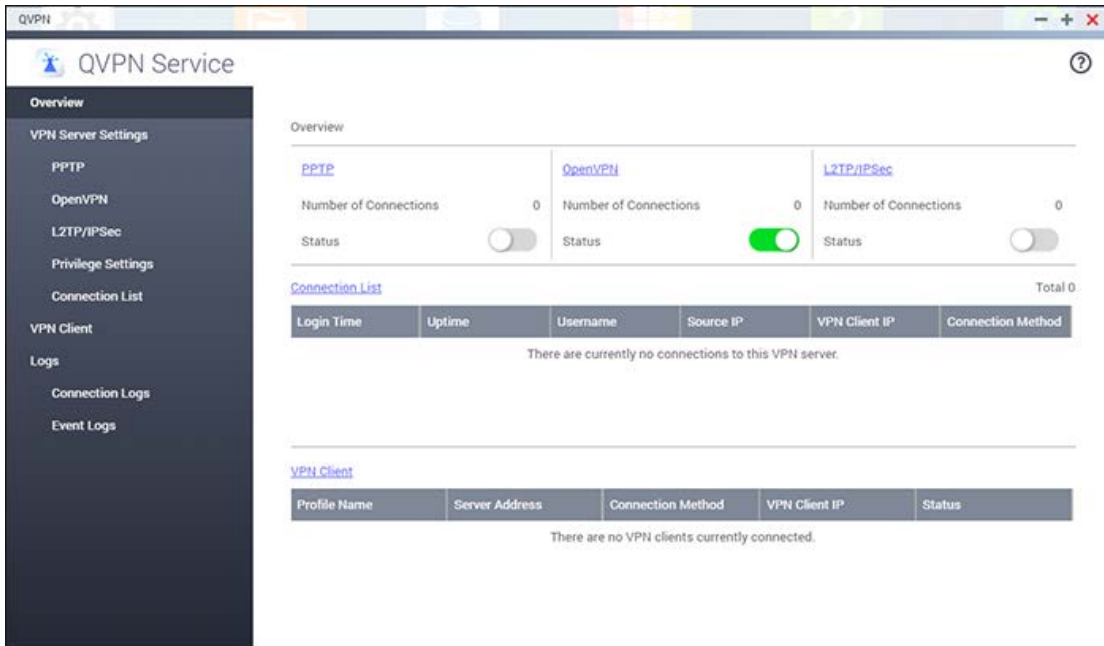 QVPN
QVPN Service
Overview
VPN Server Settings
PPTP
OpenVPN
L2TP/IPSec
Privilege Settings
Connection List
VPN Client
Logs
Connection Logs
Event Logs
Overview
PPTP OpenVPN L2TP/IPSec
Number of Connections 0 Number of Connections 0 Number of Connections 0
Status Status Status
Connection List Total 0
Login Time Uptime Username Source IP VPN Client IP Connection Method
There are currently no connections to this VPN server.
VPN Client
Profile Name Server Address Connection Method VPN Client IP Status
There are no VPN clients currently connected.